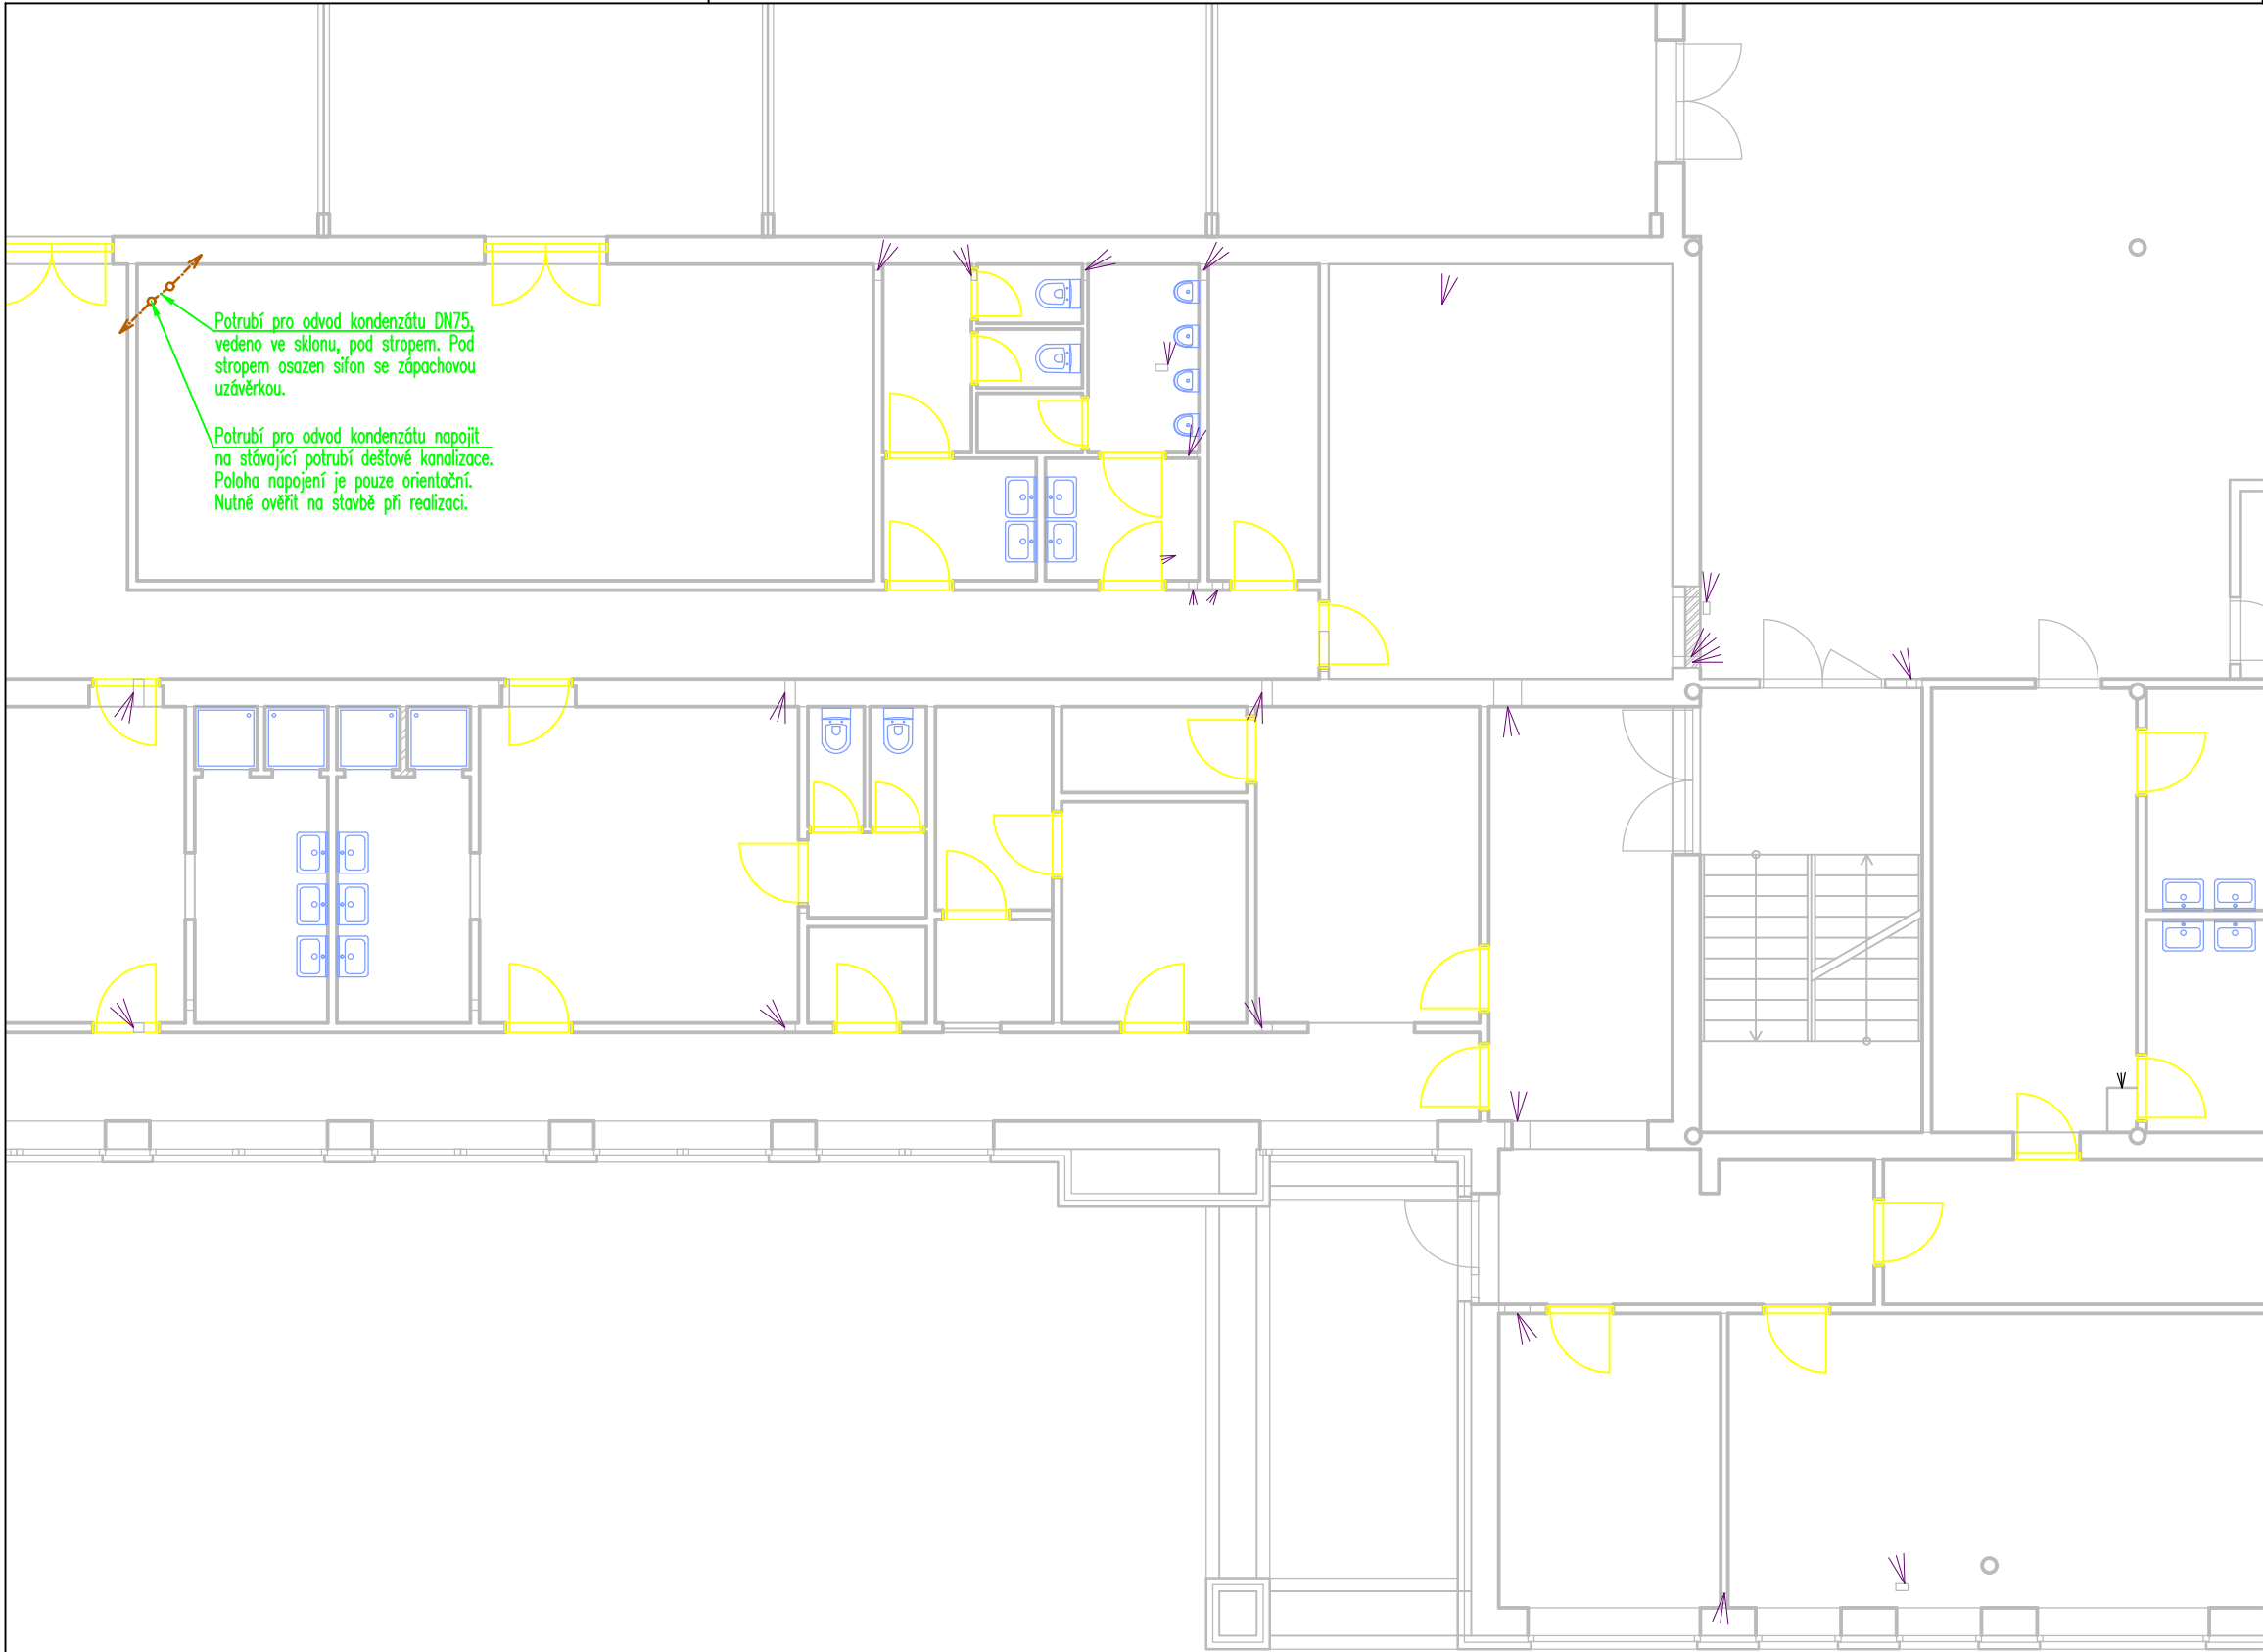 Potrubí pro odvod kondenzátu DN75,
vedeno ve sklonu, pod stropem. Pod
stropem osazen sifon se zápachovou
uzávěrkou.
Potrubí pro odvod kondenzátu napojit
na stávající potrubí dešťové kanalizace.
Poloha napojení je pouze orientační.
Nutné ověřit na stavbě při realizaci.